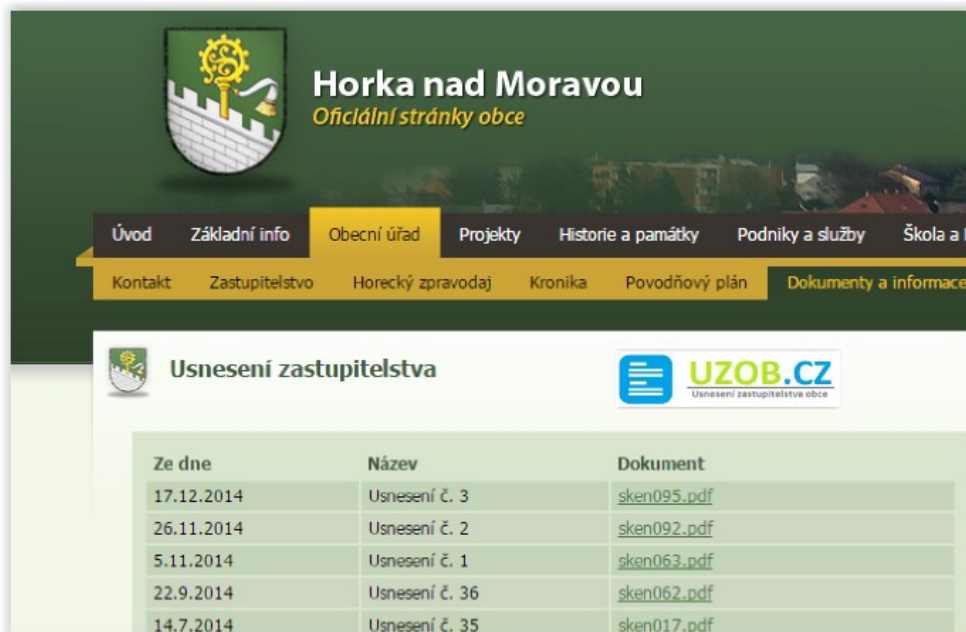 Horka nad Moravou
Oficiální stránky obce
Úvod Základní info Obecní úřad Projekty Historie a památky Podniky a služby Škola a
Kontakt Zastupitelstvo Horecký zpravodaj Kronika Povodňový plán Dokumenty a informace
Usnesení zastupitelstva
UZOB.CZ
Usnesení zastupitelstva obce
Ze dne Název Dokument
17.12.2014 Usnesení č. 3 sken095.pdf
26.11.2014 Usnesení č. 2 sken092.pdf
5.11.2014 Usnesení č. 1 sken063.pdf
22.9.2014 Usnesení č. 36 sken062.pdf
14.7.2014 Usnesení č. 35 sken017.pdf